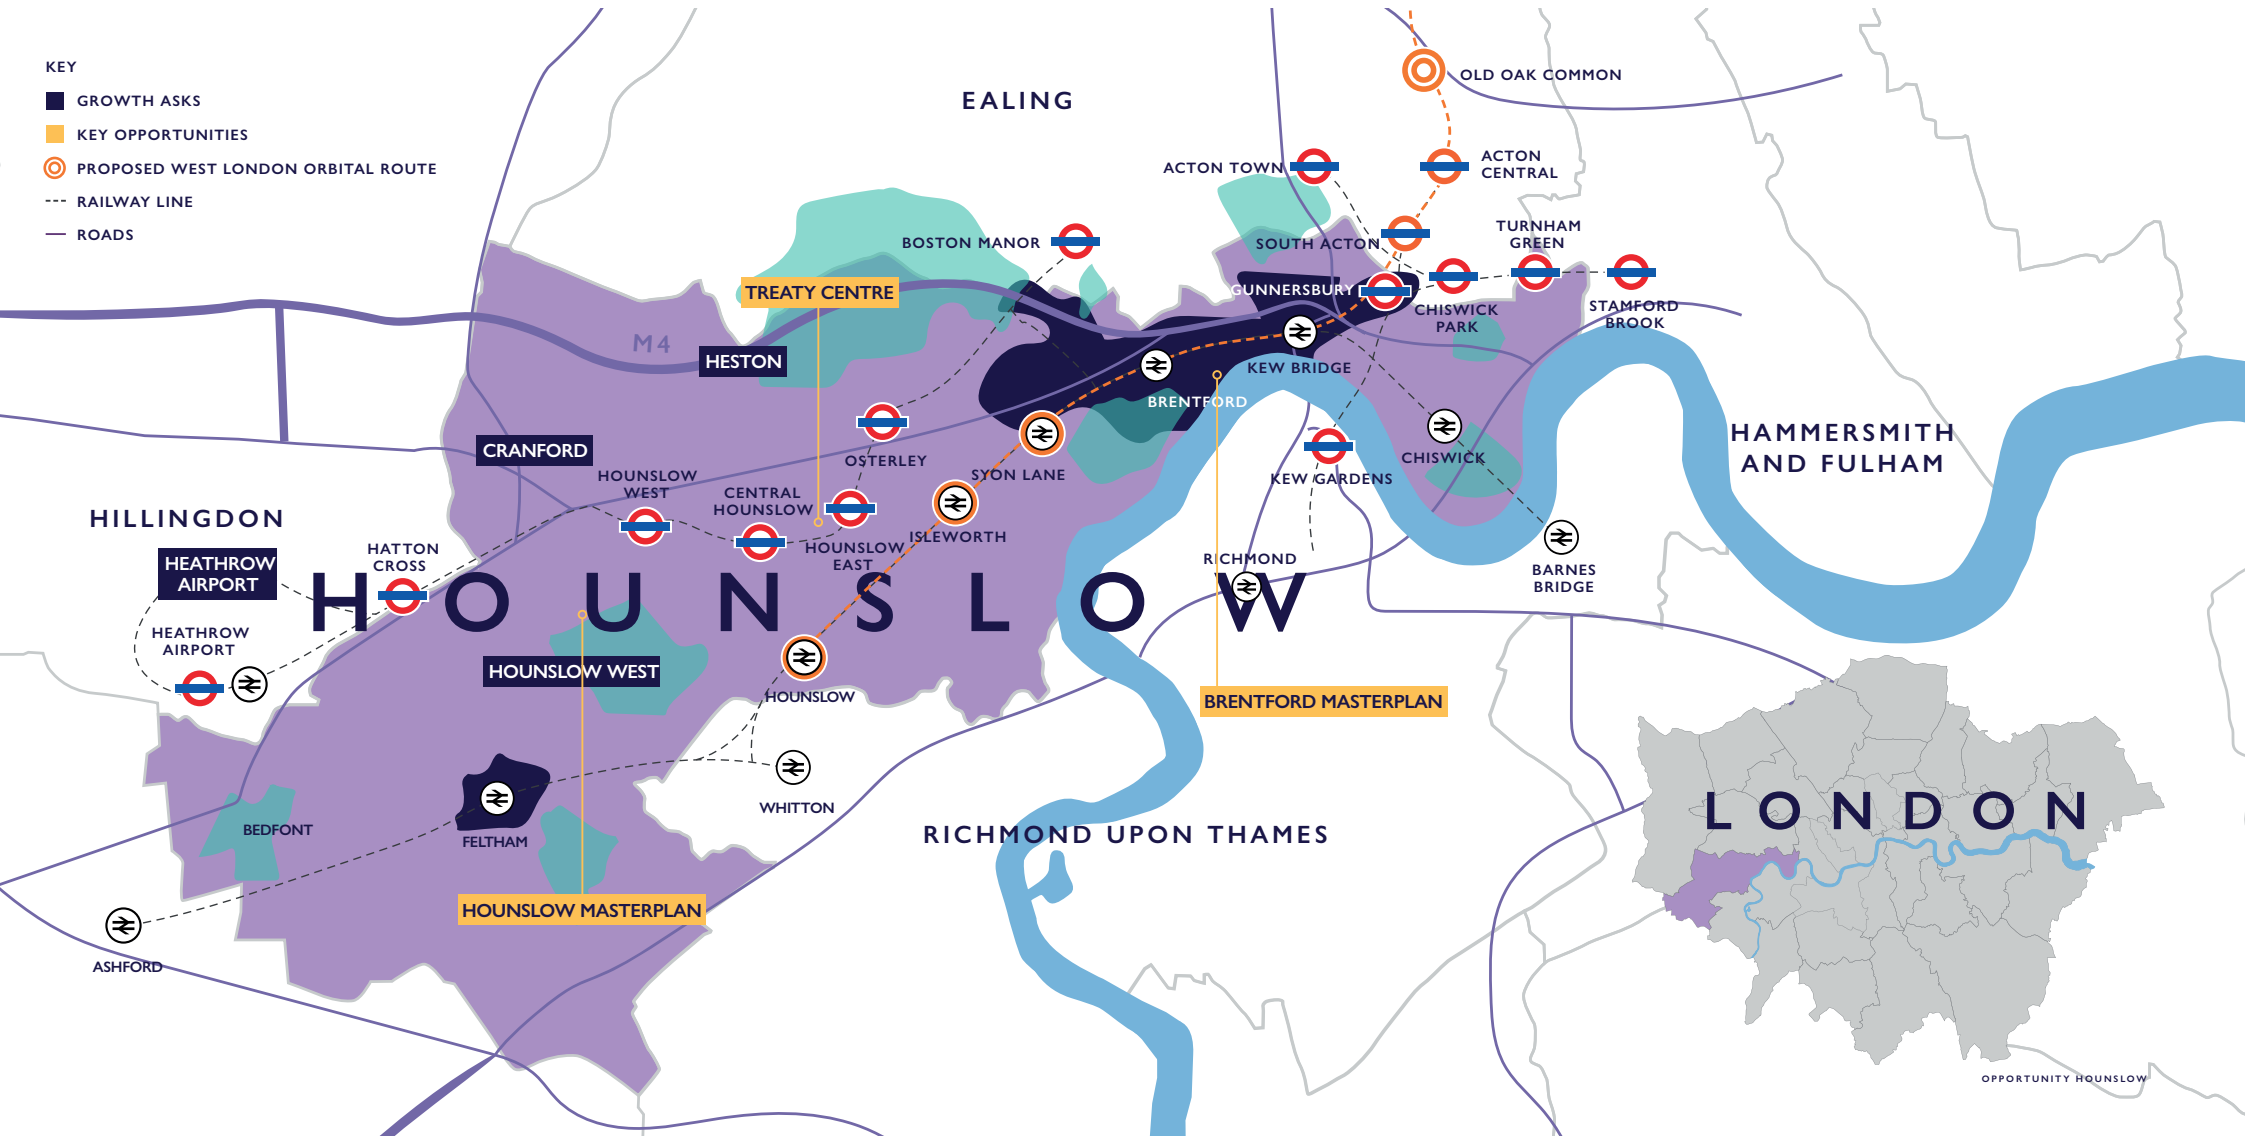 KEY
GROWTH ASKS
KEY OPPORTUNITIES
PROPOSED WEST LONDON ORBITAL ROUTE
RAILWAY LINE
ROADS
EALING
OLD OAK COMMON
ACTON TOWN
ACTON
CENTRAL
BOSTON MANOR
SOUTH ACTON
TURNHAM
GREEN
TREATY CENTRE
GUNNERSBURY
CHISWICK
PARK
STAMFORD
BROOK
M4
HESTON
KEW BRIDGE
BRENTFORD
CRANFORD
OSTERLEY
SYON LANE
HOUNSLOW
WEST
CENTRAL
HOUNSLOW
KEW GARDENS
CHISWICK
HAMMERSMITH
AND FULHAM
HILLINGDON
HATTON
CROSS
HOUNSLOW
EAST
ISLEWORTH
HEATHROW
AIRPORT
RICHMOND
BARNES
BRIDGE
HOUNSLOW
HEATHROW
AIRPORT
HOUNSLOW WEST
HOUNSLOW
BRENTFORD MASTERPLAN
WHITTON
BEDFONT
FELTHAM
RICHMOND UPON THAMES
LONDON
HOUNSLOW MASTERPLAN
ASHFORD
OPPORTUNITY HOUNSLOW